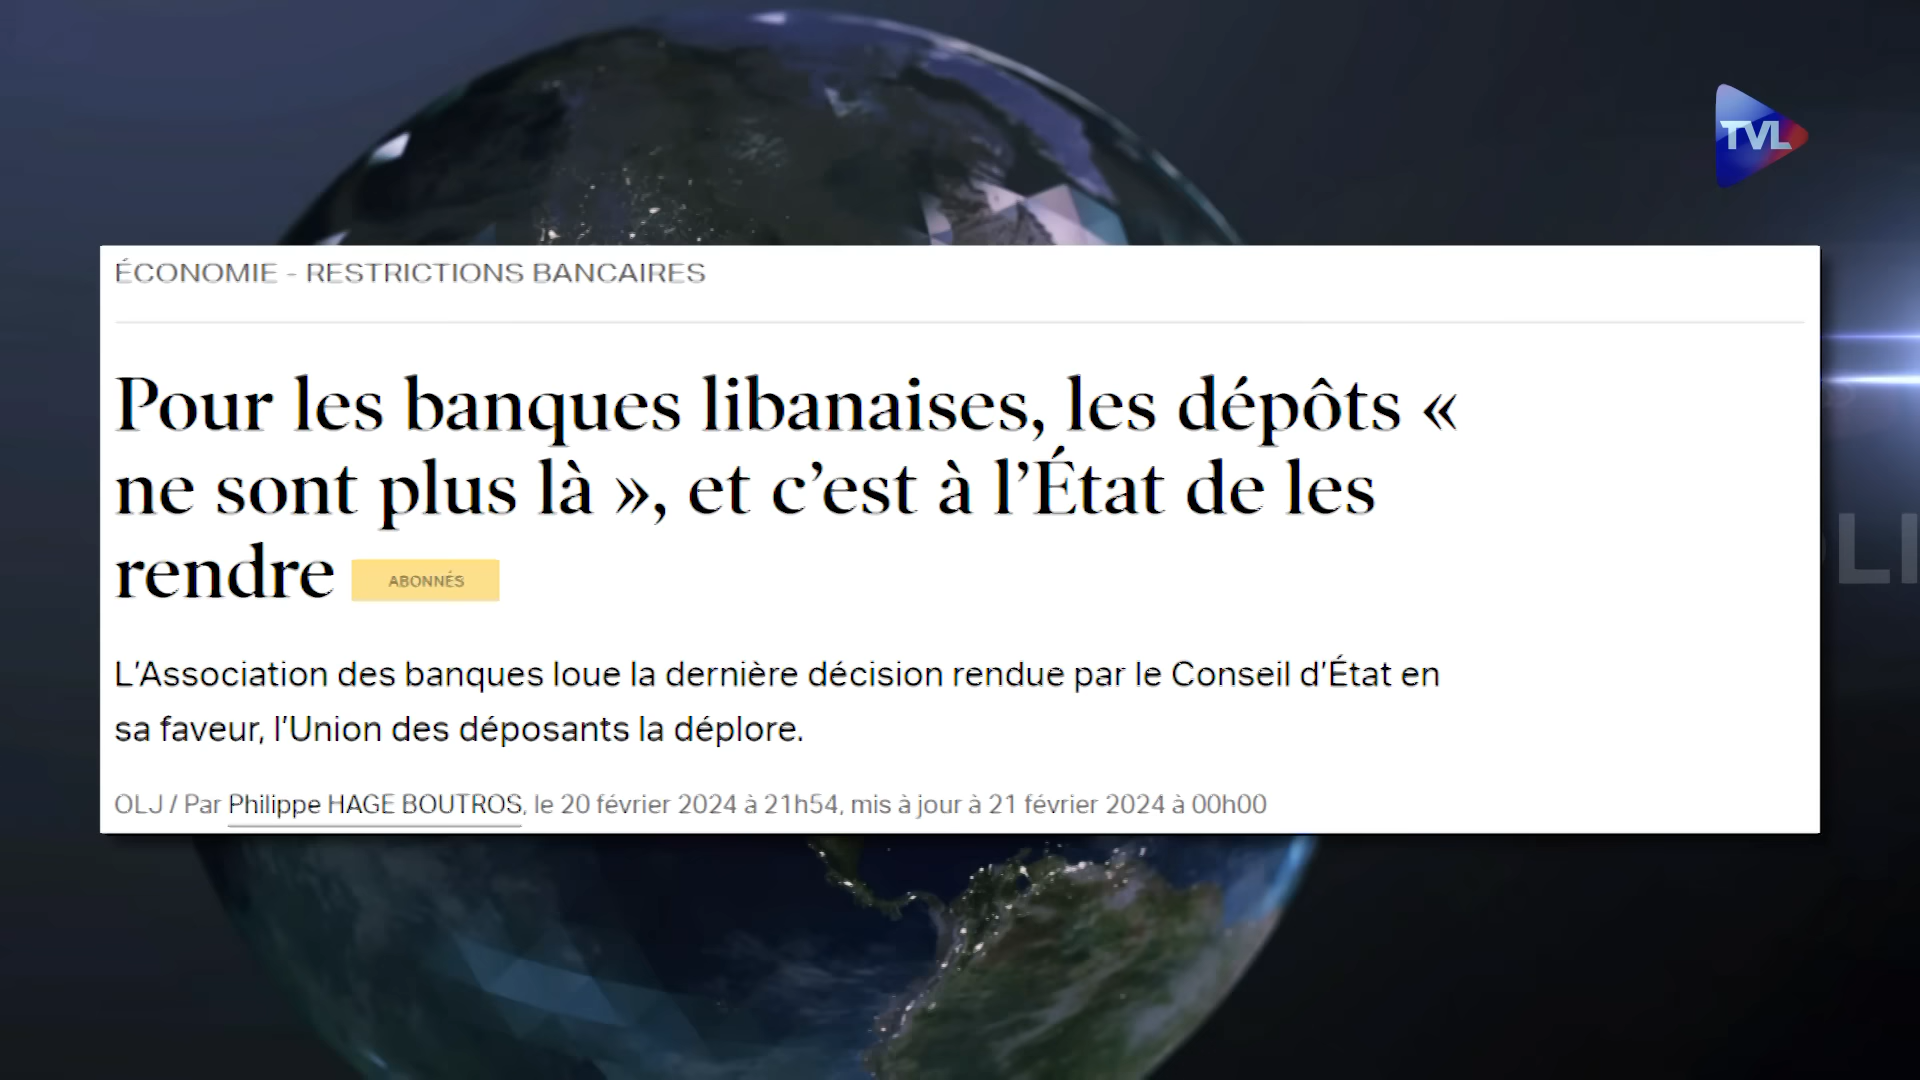 TVL
ÉCONOMIE - RESTRICTIONS BANCAIRES
Pour les banques libanaises, les dépôts «
ne sont plus là », et c’est à l’État de les
rendre ABONNÉS
L’Association des banques loue la dernière décision rendue par le Conseil d’État en
sa faveur, l’Union des déposants la déplore.
OLJ / Par Philippe HAGE BOUTROS, le 20 février 2024 à 21h54, mis à jour à 21 février 2024 à 00h00